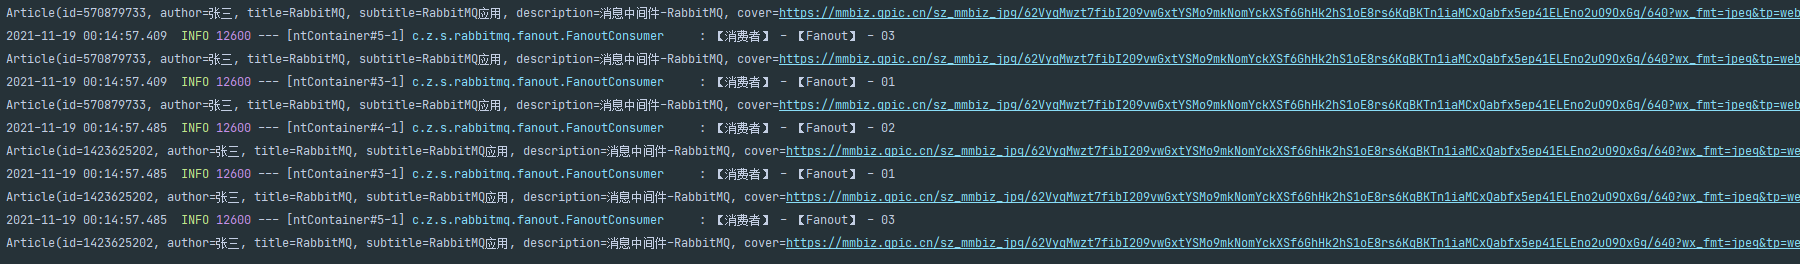 Article(id=570879733, author=张三, title=RabbitMQ, subtitle=RabbitMQ应用, description=消息中间件-RabbitMQ, cover=https://mmbiz.qpic.cn/sz_mmbiz_jpg/62VyqMwzt7fibI209vwGxtYSMo9mkNomYckXSf6GhHk2hS1oE8rs6KqBKTn1iaMCxQabfx5ep41ELEno2uO9OxGq/640?wx_fmt=jpeg&tp=web
2021-11-19 00:14:57.409  INFO 12600 --- [ntContainer#5-1] c.z.s.rabbitmq.fanout.FanoutConsumer     : 【消费者】 - 【Fanout】 - 03
Article(id=570879733, author=张三, title=RabbitMQ, subtitle=RabbitMQ应用, description=消息中间件-RabbitMQ, cover=https://mmbiz.qpic.cn/sz_mmbiz_jpg/62VyqMwzt7fibI209vwGxtYSMo9mkNomYckXSf6GhHk2hS1oE8rs6KqBKTn1iaMCxQabfx5ep41ELEno2uO9OxGq/640?wx_fmt=jpeg&tp=web
2021-11-19 00:14:57.409  INFO 12600 --- [ntContainer#3-1] c.z.s.rabbitmq.fanout.FanoutConsumer     : 【消费者】 - 【Fanout】 - 01
Article(id=570879733, author=张三, title=RabbitMQ, subtitle=RabbitMQ应用, description=消息中间件-RabbitMQ, cover=https://mmbiz.qpic.cn/sz_mmbiz_jpg/62VyqMwzt7fibI209vwGxtYSMo9mkNomYckXSf6GhHk2hS1oE8rs6KqBKTn1iaMCxQabfx5ep41ELEno2uO9OxGq/640?wx_fmt=jpeg&tp=web
2021-11-19 00:14:57.485  INFO 12600 --- [ntContainer#4-1] c.z.s.rabbitmq.fanout.FanoutConsumer     : 【消费者】 - 【Fanout】 - 02
Article(id=1423625202, author=张三, title=RabbitMQ, subtitle=RabbitMQ应用, description=消息中间件-RabbitMQ, cover=https://mmbiz.qpic.cn/sz_mmbiz_jpg/62VyqMwzt7fibI209vwGxtYSMo9mkNomYckXSf6GhHk2hS1oE8rs6KqBKTn1iaMCxQabfx5ep41ELEno2uO9OxGq/640?wx_fmt=jpeg&tp=we
2021-11-19 00:14:57.485  INFO 12600 --- [ntContainer#3-1] c.z.s.rabbitmq.fanout.FanoutConsumer     : 【消费者】 - 【Fanout】 - 01
Article(id=1423625202, author=张三, title=RabbitMQ, subtitle=RabbitMQ应用, description=消息中间件-RabbitMQ, cover=https://mmbiz.qpic.cn/sz_mmbiz_jpg/62VyqMwzt7fibI209vwGxtYSMo9mkNomYckXSf6GhHk2hS1oE8rs6KqBKTn1iaMCxQabfx5ep41ELEno2uO9OxGq/640?wx_fmt=jpeg&tp=we
2021-11-19 00:14:57.485  INFO 12600 --- [ntContainer#5-1] c.z.s.rabbitmq.fanout.FanoutConsumer     : 【消费者】 - 【Fanout】 - 03
Article(id=1423625202, author=张三, title=RabbitMQ, subtitle=RabbitMQ应用, description=消息中间件-RabbitMQ, cover=https://mmbiz.qpic.cn/sz_mmbiz_jpg/62VyqMwzt7fibI209vwGxtYSMo9mkNomYckXSf6GhHk2hS1oE8rs6KqBKTn1iaMCxQabfx5ep41ELEno2uO9OxGq/640?wx_fmt=jpeg&tp=we